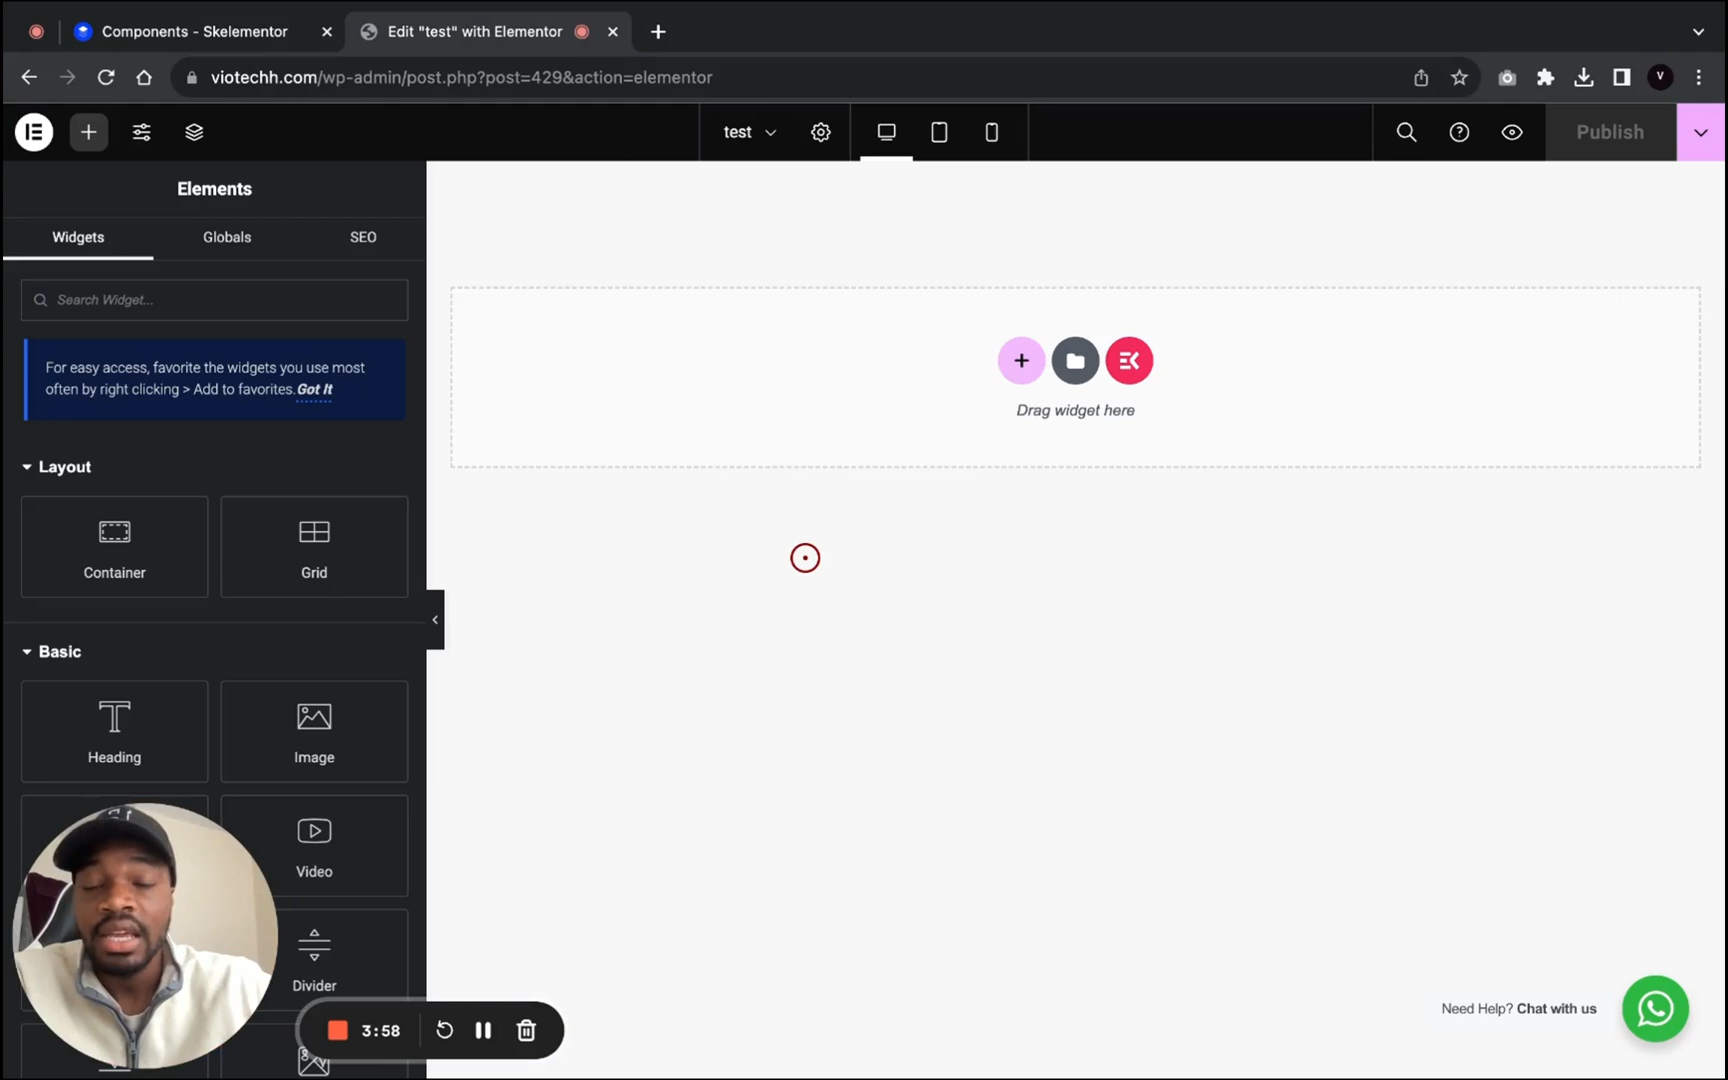 Components - Skelementor
Edit "test" with Elementor
viotechh.com/wp-admin/post.php?post=429&action=elementor
V
test
Publish
Elements
Widgets
Globals
SEO
Search Widget...
For easy access, favorite the widgets you use most
often by right clicking > Add to favorites. Got It
Layout
Container
Grid
Basic
Heading
Image
Video
Divider
Drag widget here
3:58
Need Help? Chat with us